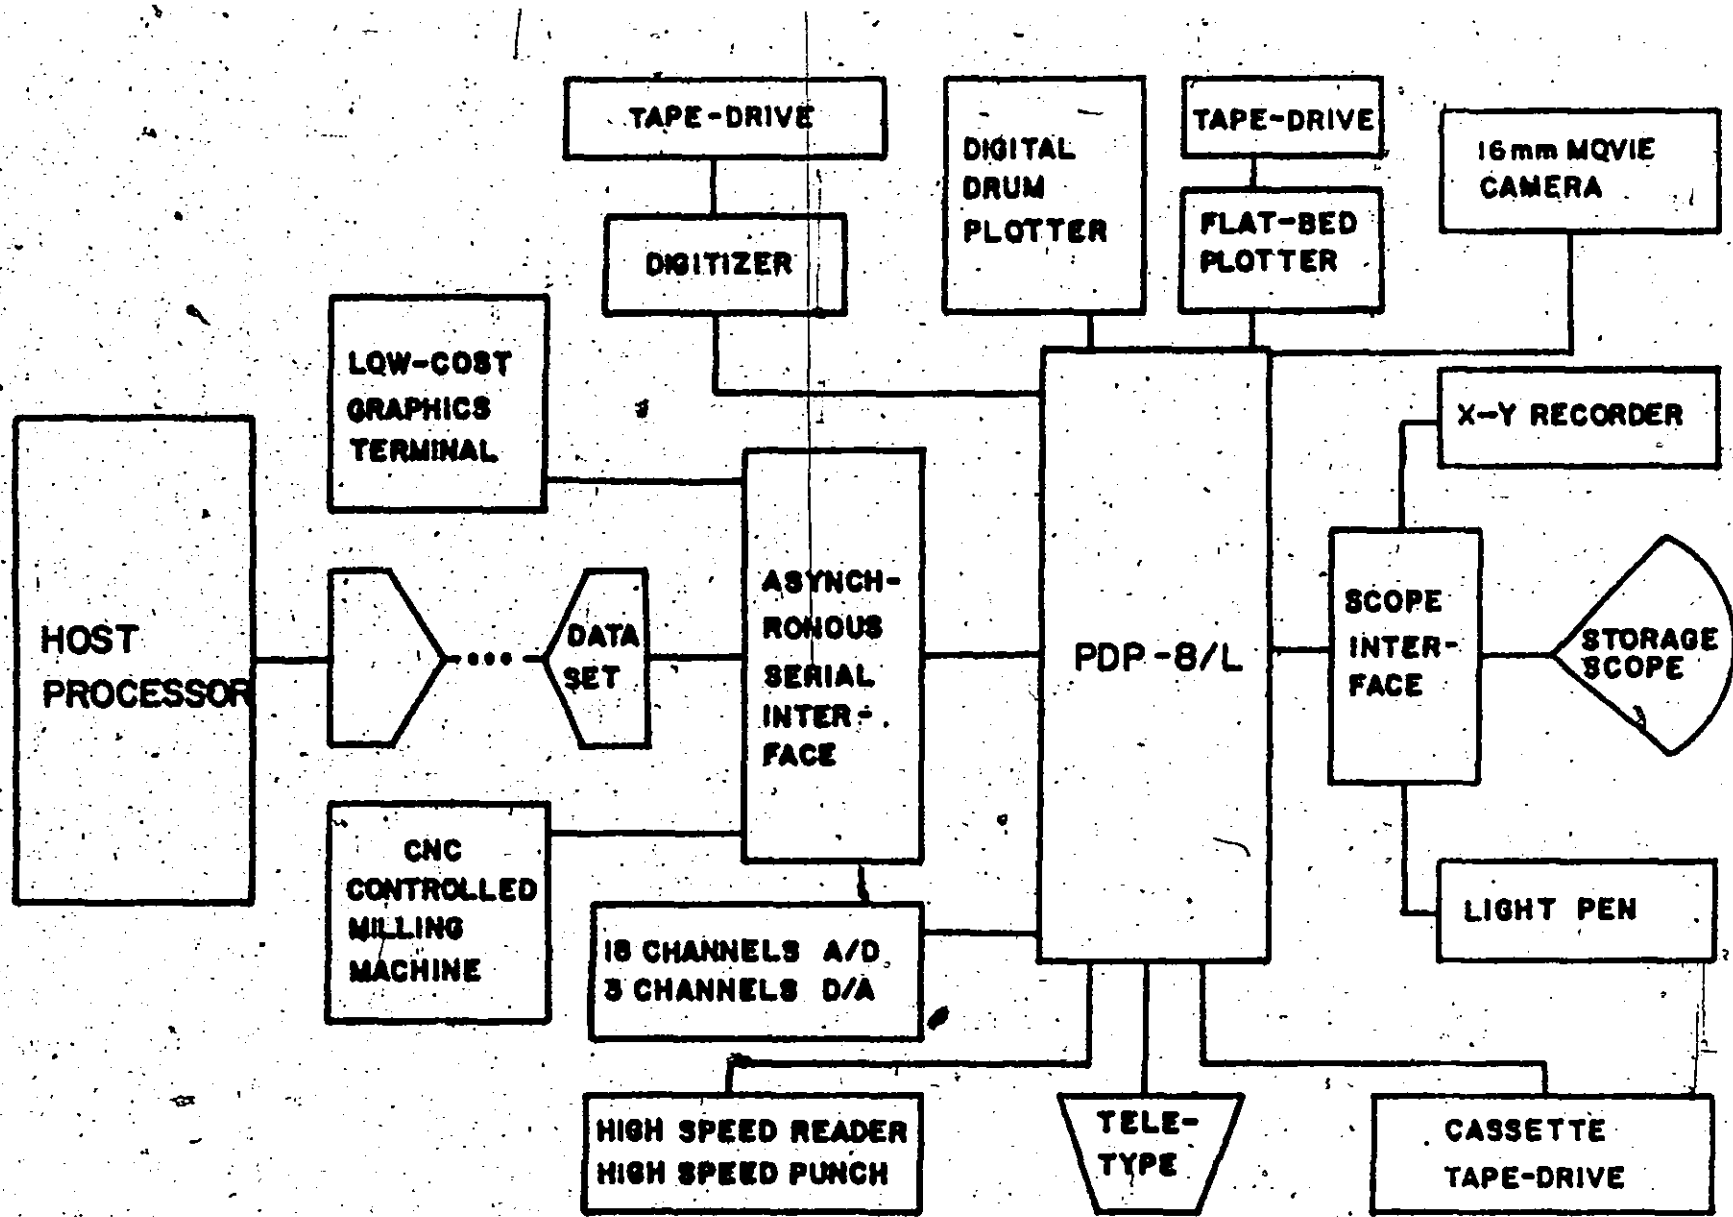 TAPE-DRIVE
DIGITIZER
DIGITAL
DRUM
PLOTTER
TAPE-DRIVE
FLAT-BED
PLOTTER
16mm MOVIE
CAMERA
LOW-COST
GRAPHICS
TERMINAL
X-Y RECORDER
HOST
PROCESSOR
DATA
SET
ASYNCH-
RONOUS
SERIAL
INTER-
FACE
PDP-8/L
SCOPE
INTER-
FACE
STORAGE
SCOPE
CNC
CONTROLLED
MILLING
MACHINE
18 CHANNELS A/D
3 CHANNELS D/A
LIGHT PEN
HIGH SPEED READER
HIGH SPEED PUNCH
TELE-
TYPE
CASSETTE
TAPE-DRIVE